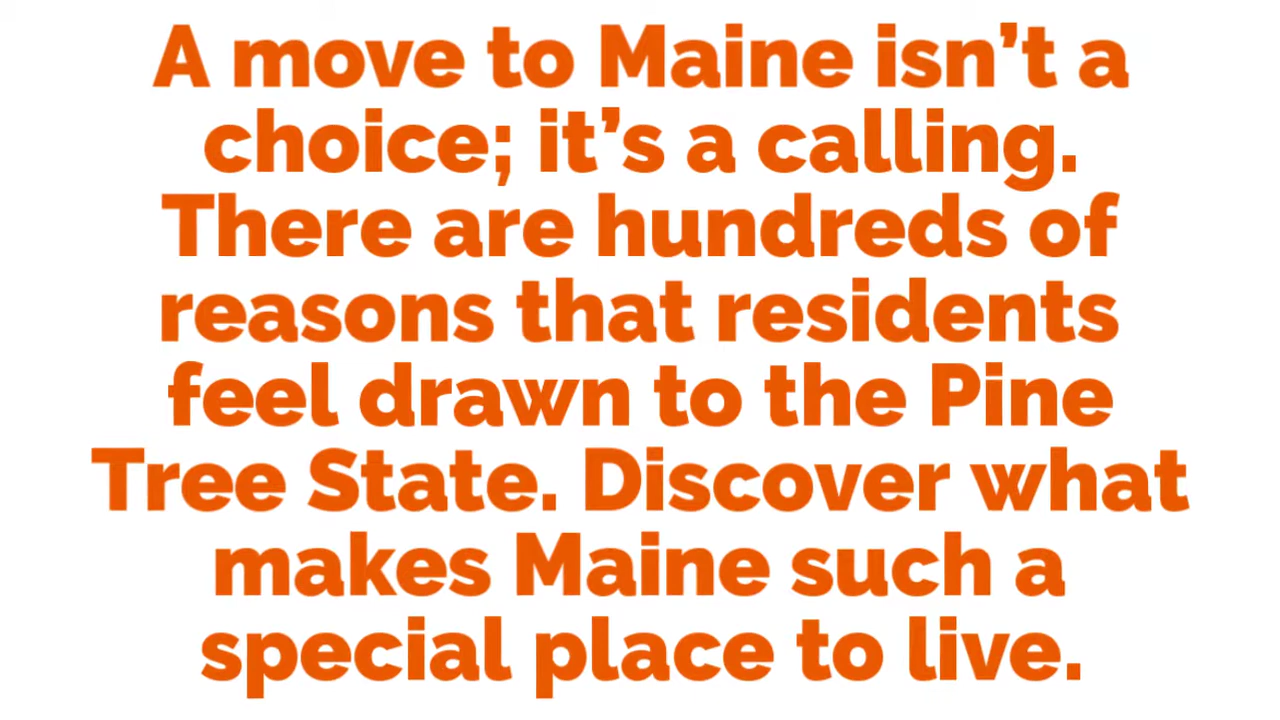 A move to Maine isn’t a
choice; it’s a calling.
There are hundreds of
reasons that residents
feel drawn to the Pine
Tree State. Discover what
makes Maine such a
special place to live.